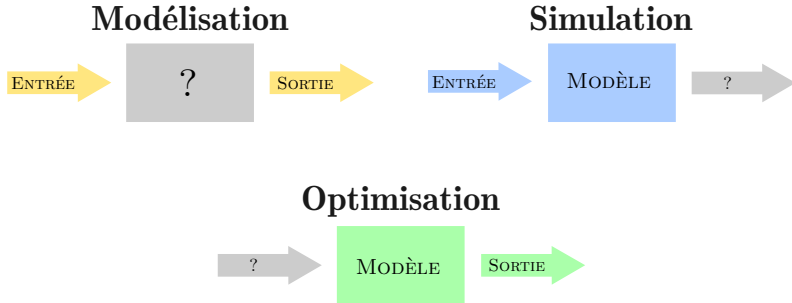 Modélisation
ENTRÉE ? SORTIE
Simulation
ENTRÉE MODÈLE ?
Optimisation
? MODÈLE SORTIE